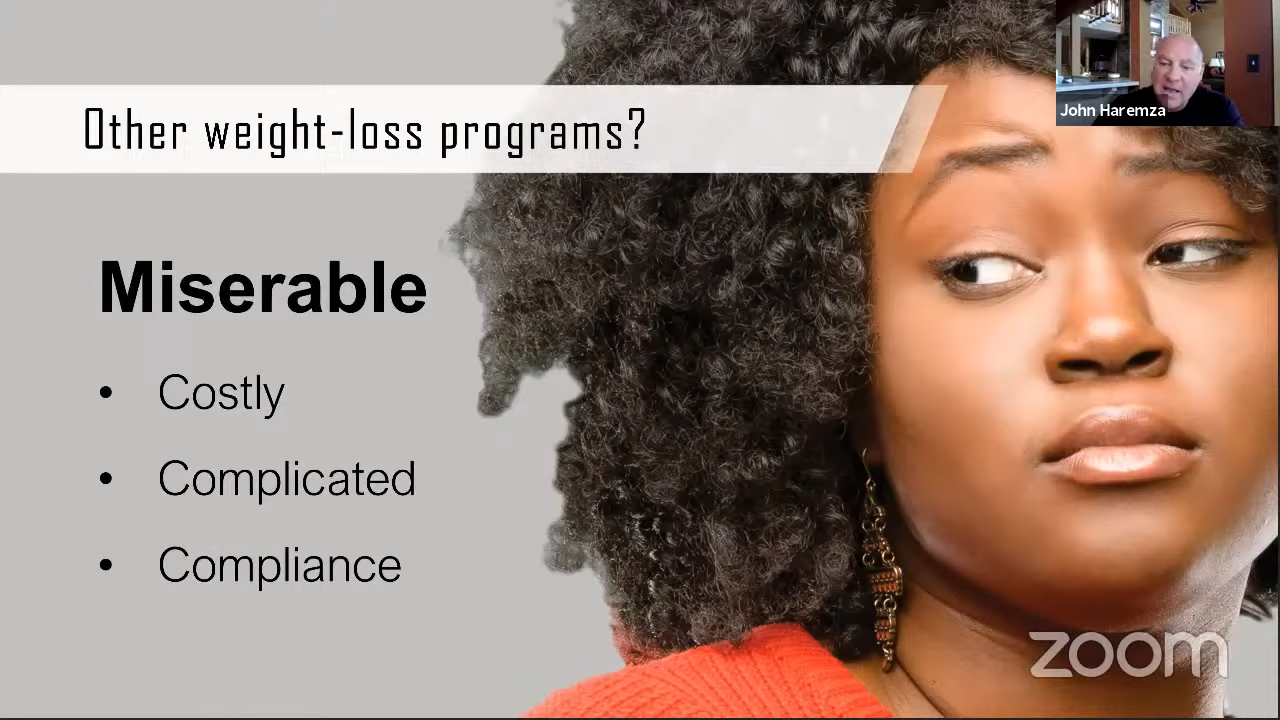 Other weight-loss programs?
John Haremza
Miserable
• Costly
• Complicated
• Compliance
zoom